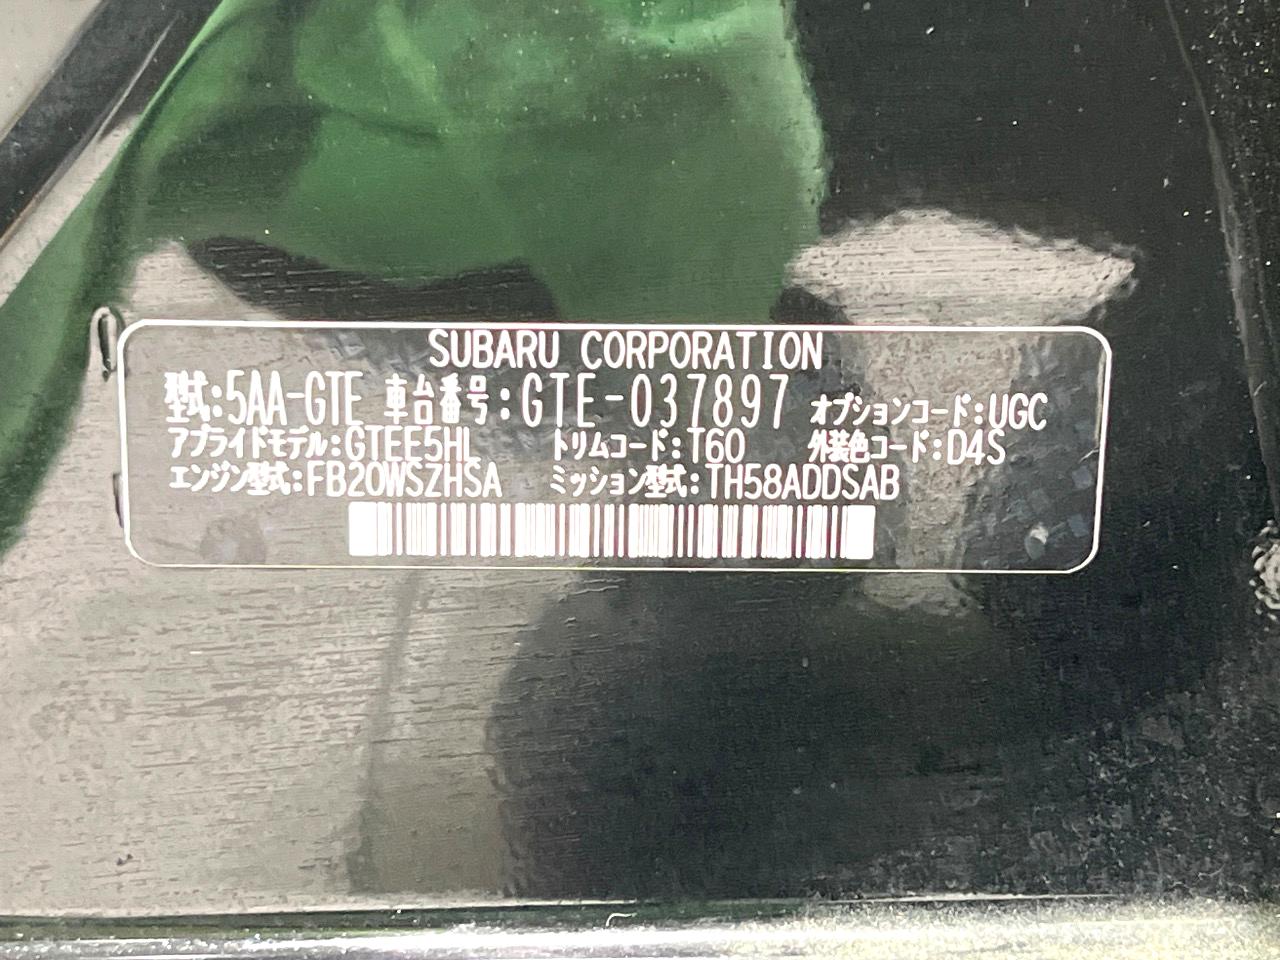 SUBARU CORPORATION
型式:5AA-GTE 車台番号:GTE-037897 オプションコード:UGC
アプライドモデル:GTEE5HL トリムコード:T60 外装色コード:D4S
エンジン型式:FB20WSZHSA ミッション型式:TH58ADDSAB